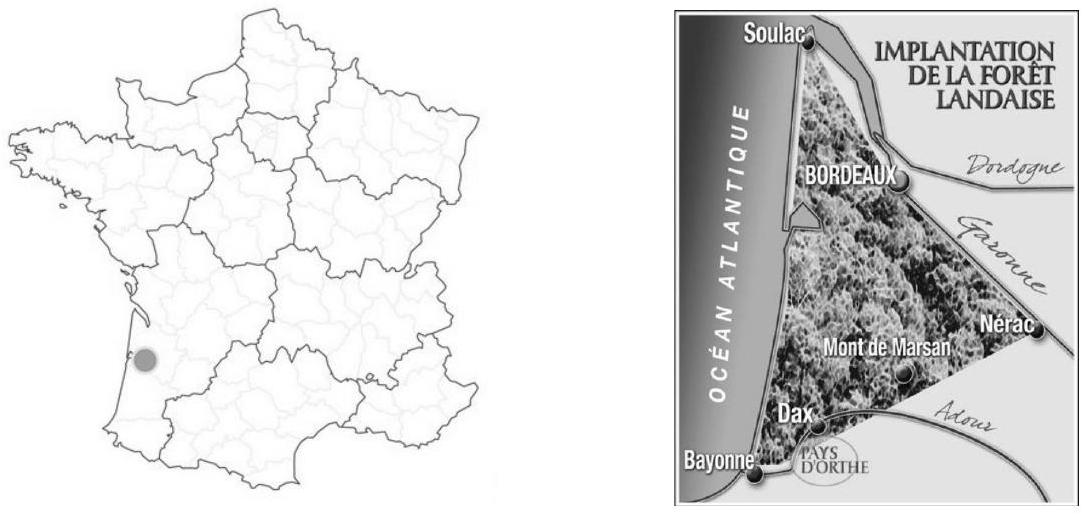 Soulac
IMPLANTATION
DE LA FORÊT
LANDAISE
OCÉAN ATLANTIQUE
Dordogne
BORDEAUX
Garonne
Nérac
Mont de Marsan
Dax
Adour
Bayonne
PAYS
D'ORTHE